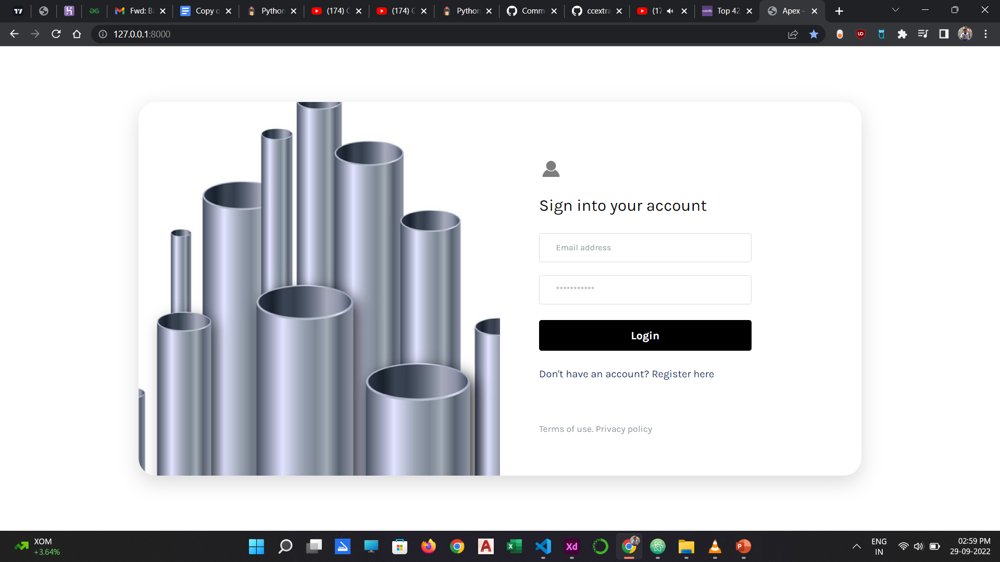 Fwd: Ba
Copy o
Python
(174) C
(174) C
Python
Comm
ccextra
(17
Top 42
Apex -
127.0.0.1:8000
Sign into your account
Email address
***********
Login
Don't have an account? Register here
Terms of use. Privacy policy
XOM
+3.64%
ENG
IN
02:59 PM
29-09-2022